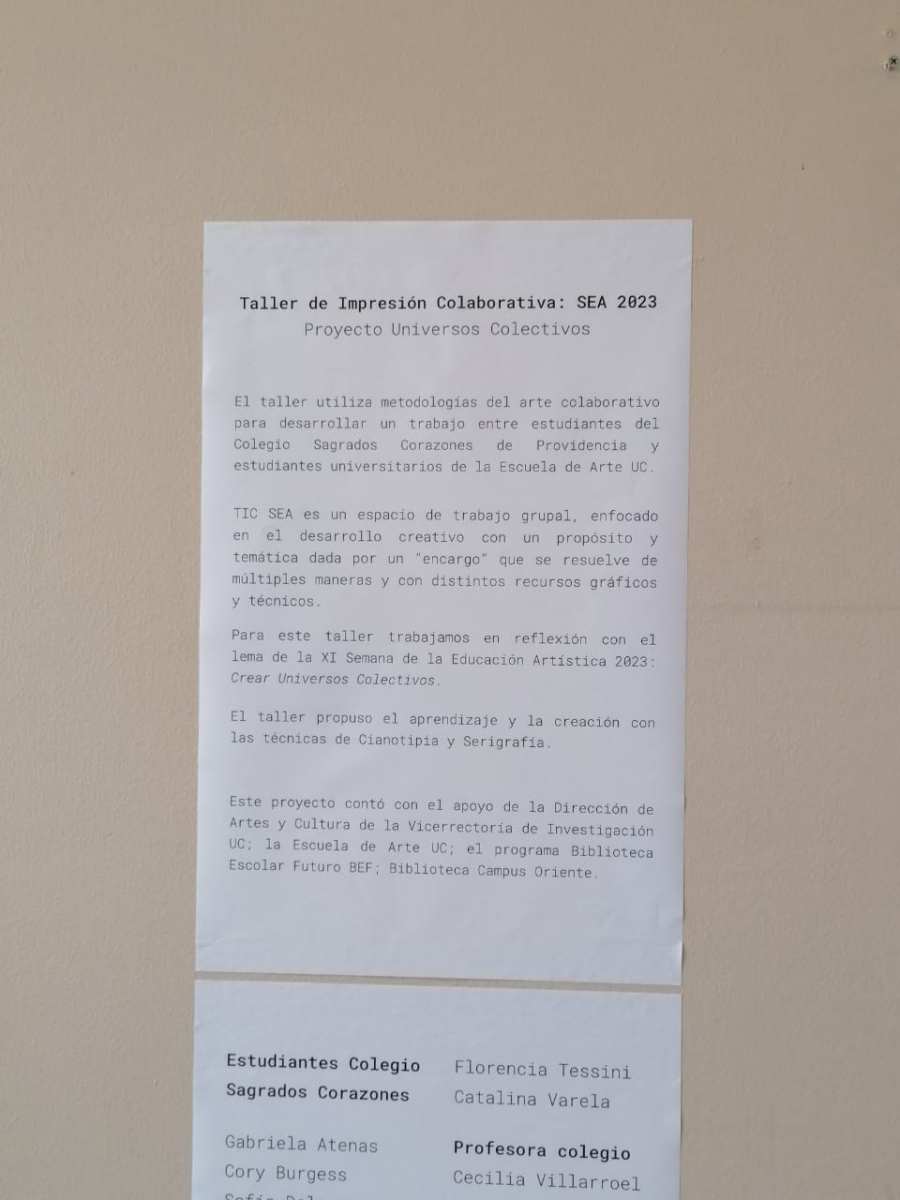 Taller de Impresión Colaborativa: SEA 2023
Proyecto Universos Colectivos
El taller utiliza metodologías del arte colaborativo
para desarrollar un trabajo entre estudiantes del
Colegio Sagrados Corazones de Providencia y
estudiantes universitarios de la Escuela de Arte UC.
TIC SEA es un espacio de trabajo grupal, enfocado
en el desarrollo creativo con un propósito y
temática dada por un "encargo" que se resuelve de
múltiples maneras y con distintos recursos gráficos
y técnicos.
Para este taller trabajamos en reflexión con el
lema de la XI Semana de la Educación Artística 2023:
Crear Universos Colectivos.
El taller propuso el aprendizaje y la creación con
las técnicas de Cianotipia y Serigrafía.
Este proyecto contó con el apoyo de la Dirección de
Artes y Cultura de la Vicerrectoría de Investigación
UC; la Escuela de Arte UC; el programa Biblioteca
Escolar Futuro BEF; Biblioteca Campus Oriente.
Estudiantes Colegio
Sagrados Corazones
Gabriela Atenas
Cory Burgess
Sofía
Florencia Tessini
Catalina Varela
Profesora colegio
Cecilia Villarroel